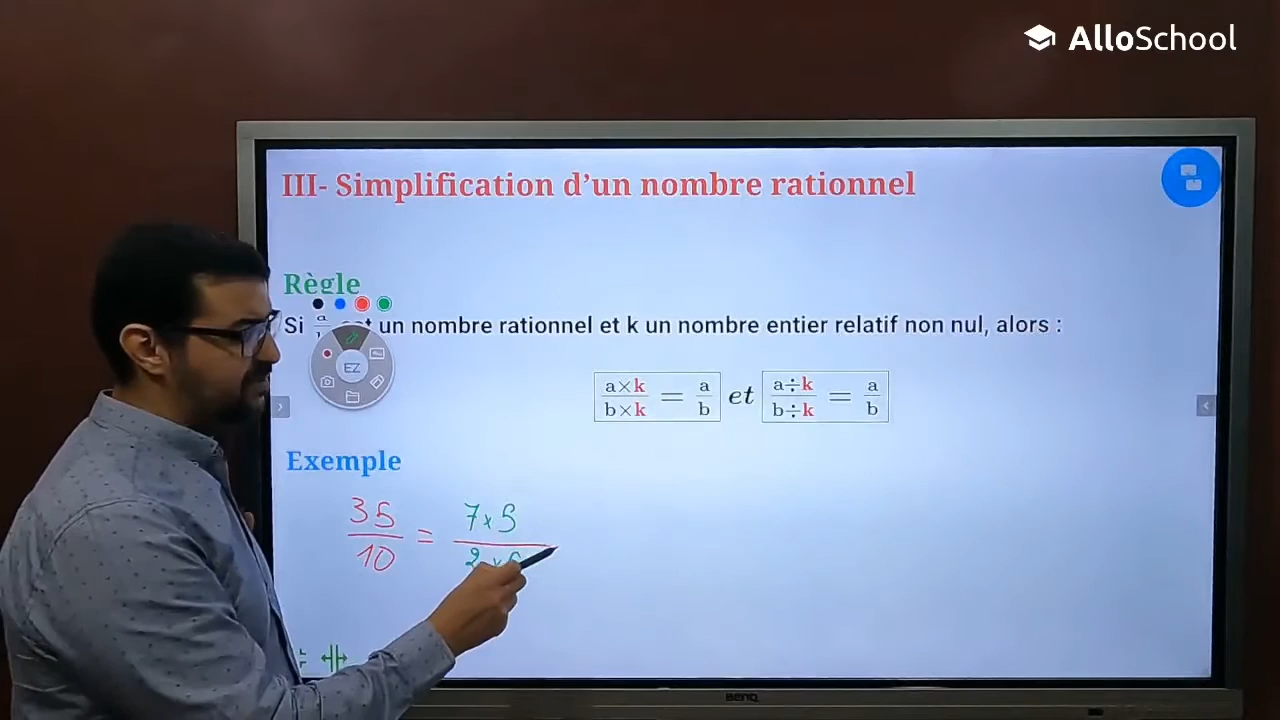 AlloSchool
III- Simplification d'un nombre rationnel
Règle
Si a un nombre rationnel et k un nombre entier relatif non nul, alors :
EZ
a×k / b×k = a / b et a÷k / b÷k = a / b
Exemple
35 / 10 = 7×5 / 2×
BENQ